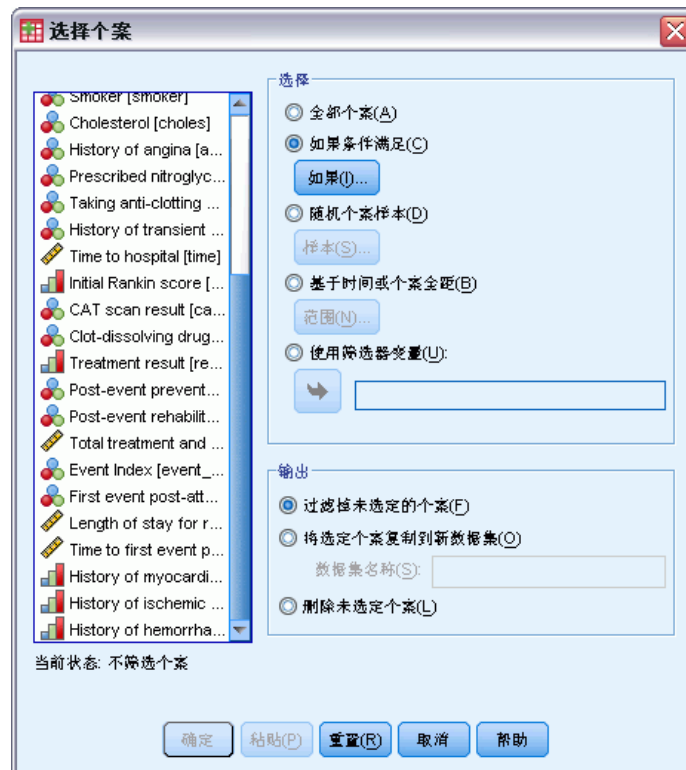 选择个案
Smoker [smoker]
Cholesterol [choles]
History of angina [a...
Prescribed nitroglyc...
Taking anti-clotting ...
History of transient ...
Time to hospital [time]
Initial Rankin score [...
CAT scan result [ca...
Clot-dissolving drug...
Treatment result [re...
Post-event prevent...
Post-event rehabilit...
Total treatment and ...
Event Index [event_...
First event post-att...
Length of stay for r...
Time to first event p...
History of myocardi...
History of ischemic ...
History of hemorrha...
当前状态: 不筛选个案
选择
全部个案(A)
如果条件满足(C)
如果(I)...
随机个案样本(D)
样本(S)...
基于时间或个案全距(B)
范围(N)...
使用筛选器变量(U):
输出
过滤掉未选定的个案(F)
将选定个案复制到新数据集(O)
数据集名称(S):
删除未选定个案(L)
确定
粘贴(P)
重置(R)
取消
帮助